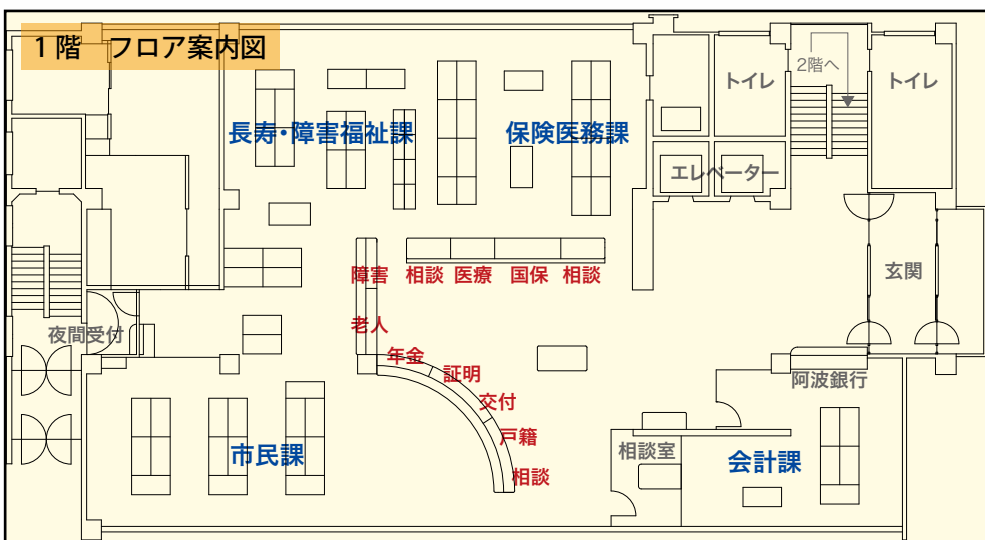 1階 フロア案内図
トイレ
2階へ
トイレ
長寿・障害福祉課
保険医務課
エレベーター
障害
相談
医療
国保
相談
玄関
老人
夜間受付
年金
証明
阿波銀行
交付
戸籍
市民課
相談室
会計課
相談